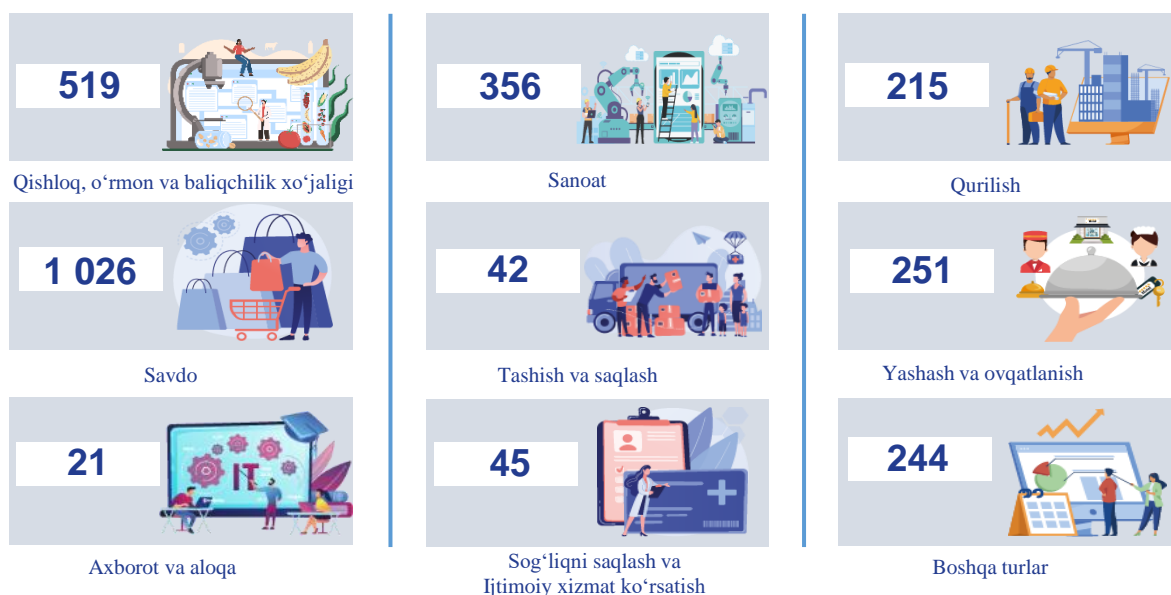 519
356
215
Qishloq, o‘rmon va baliqchilik xo‘jaligi
Sanoat
Qurilish
1 026
42
251
Savdo
Tashish va saqlash
Yashash va ovqatlanish
21
IT
45
244
Axborot va aloqa
Sog‘liqni saqlash va
Ijtimoiy xizmat ko‘rsatish
Boshqa turlar